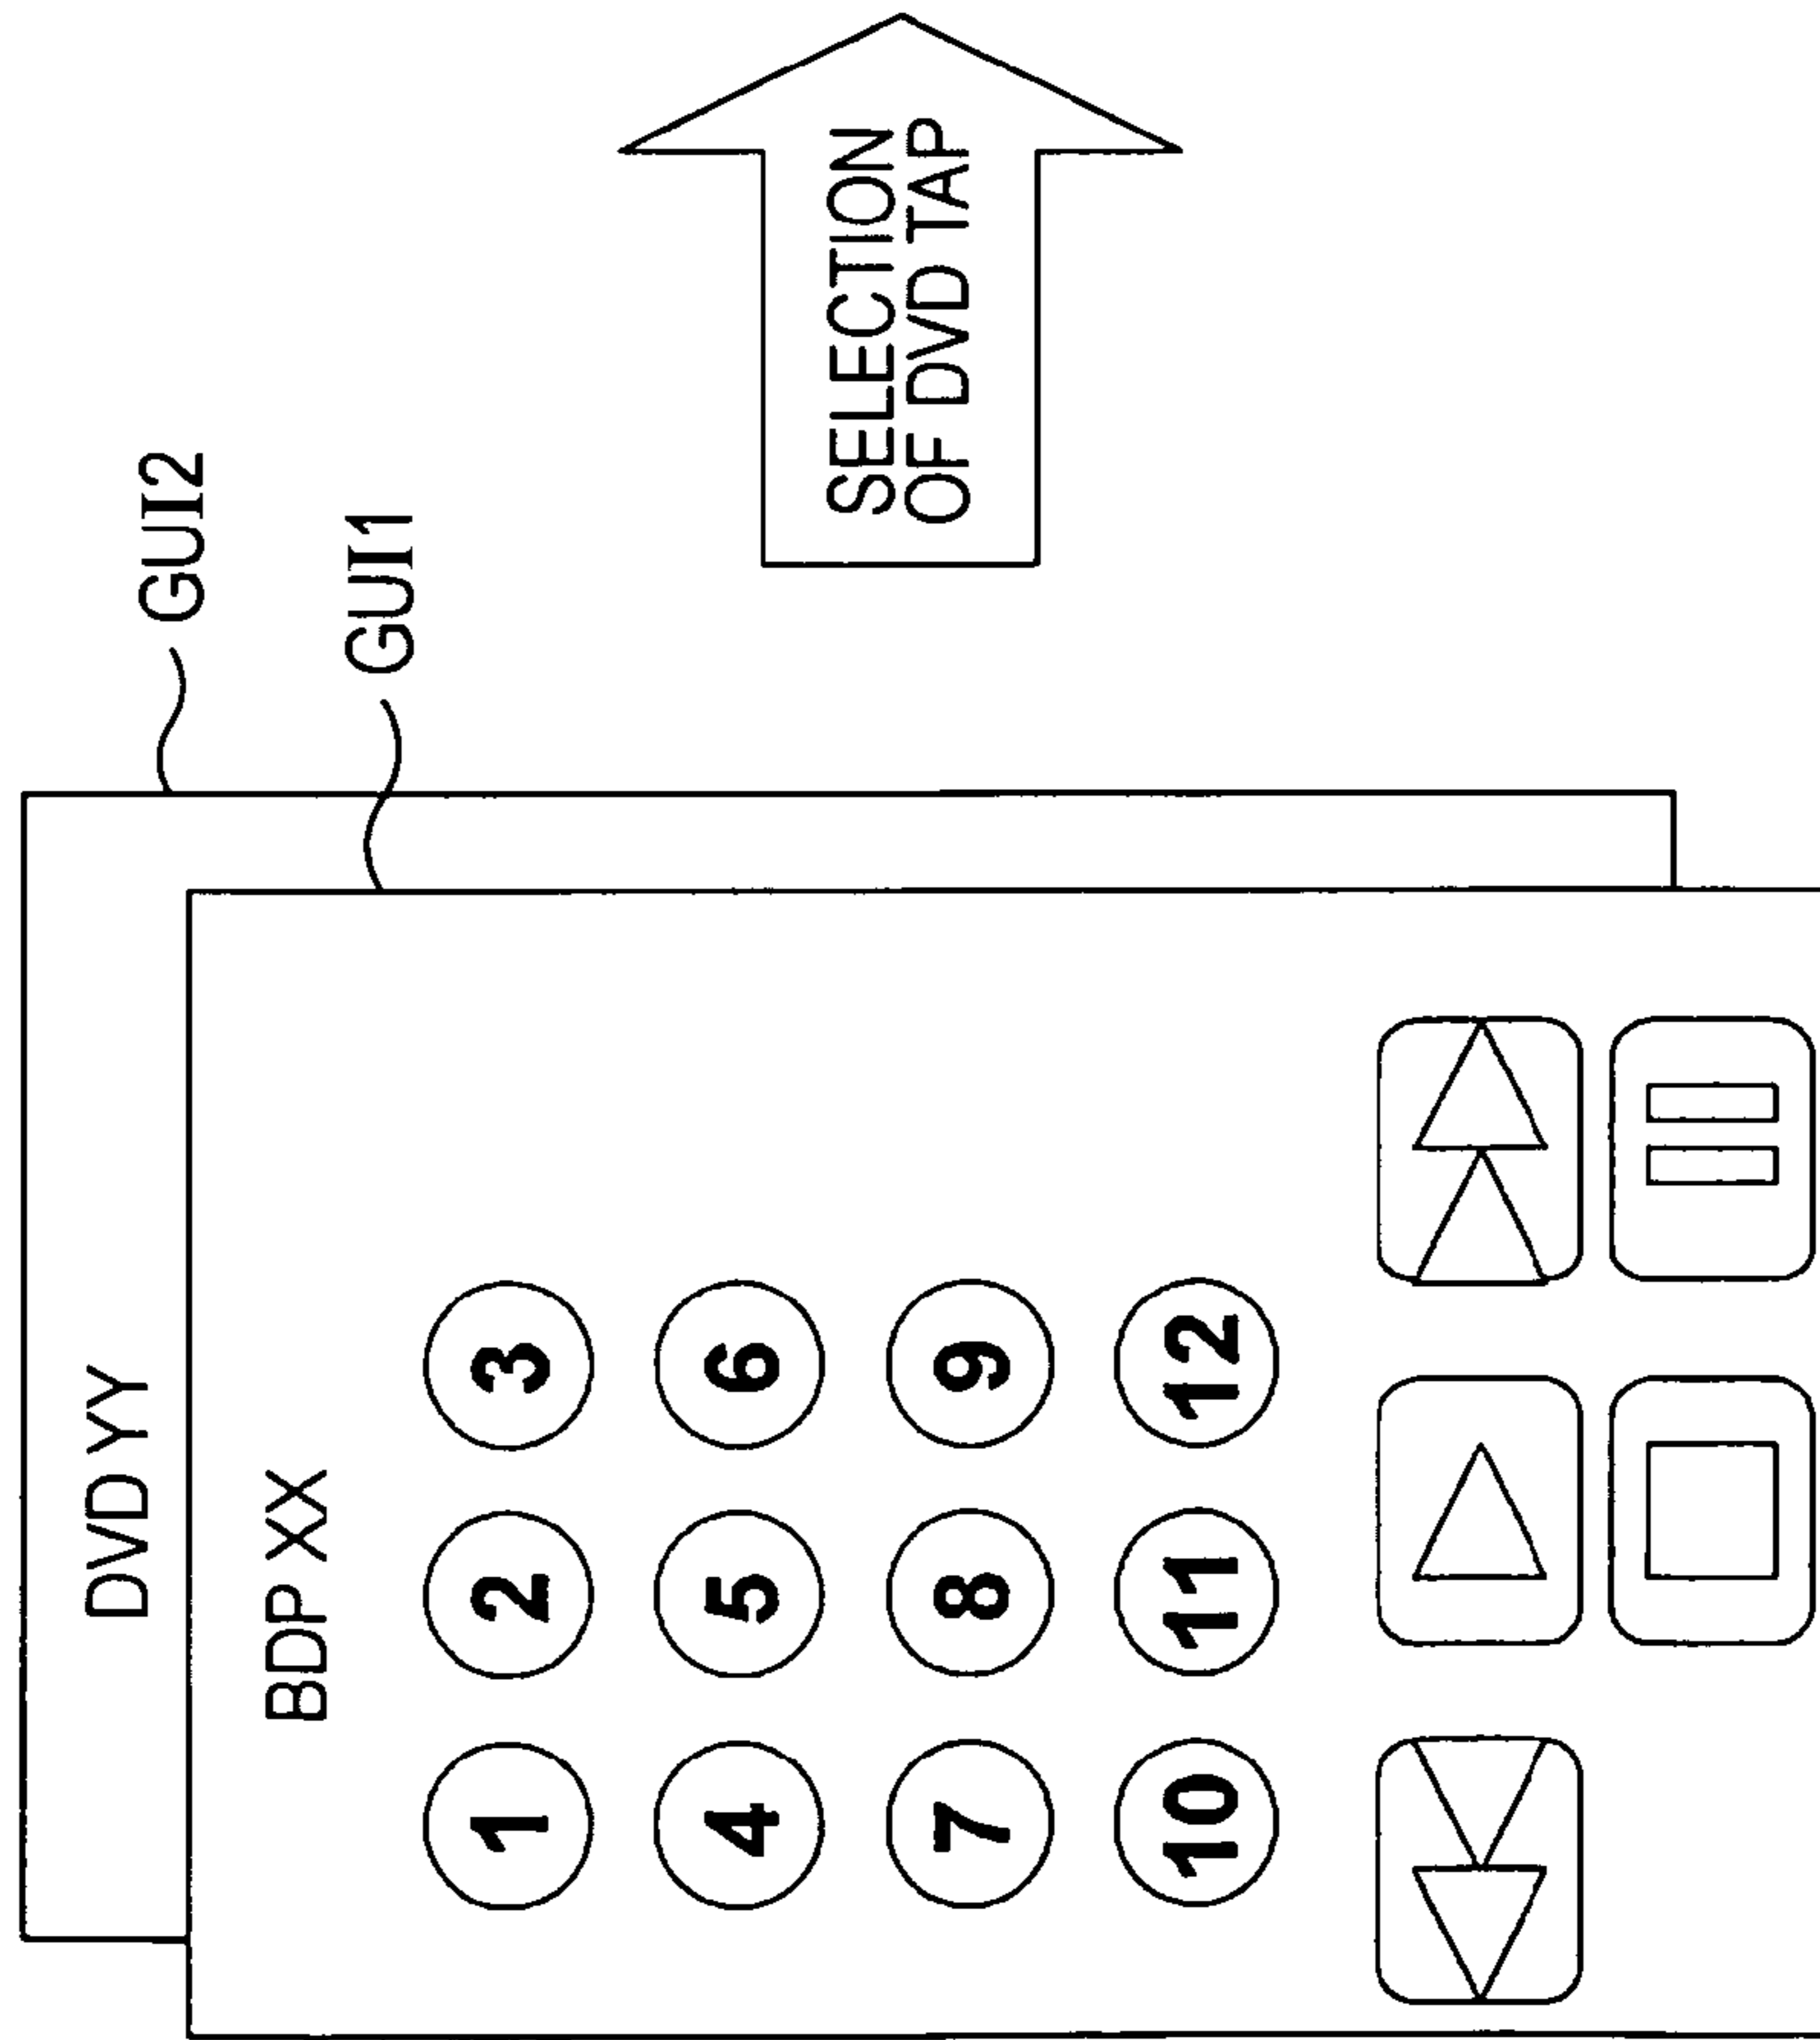 DVD YY
GUI2
BDP XX
GUI1
1 2 3
4 5 6
7 8 9
10 11 12
SELECTION
OF DVD TAP